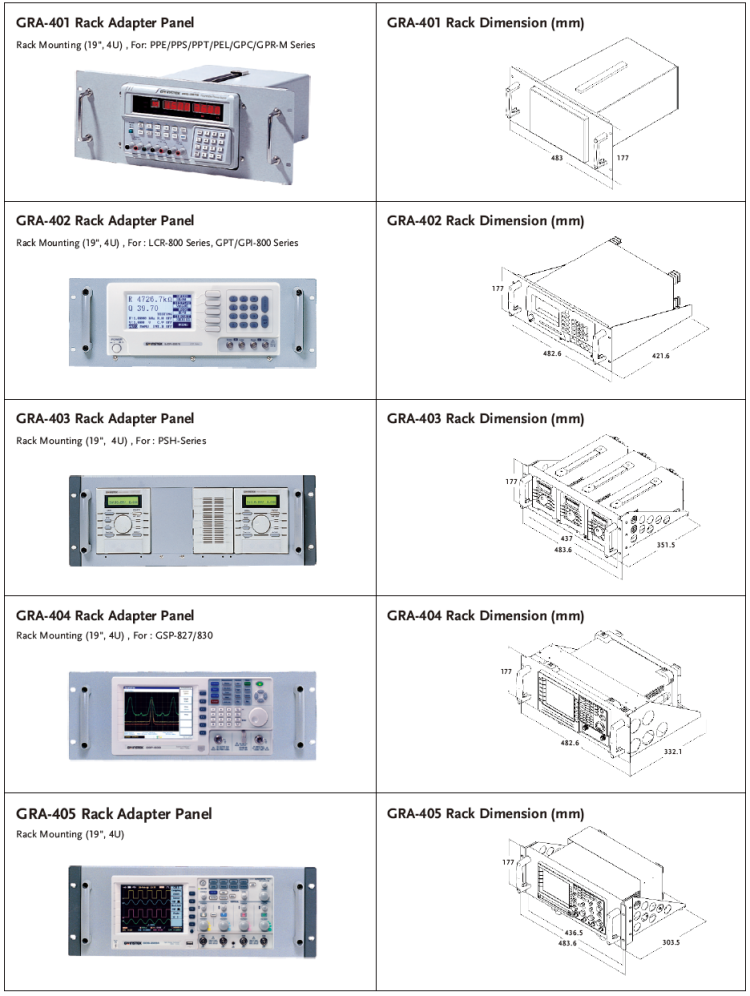 GRA-401 Rack Adapter Panel
Rack Mounting (19", 4U) , For: PPE/PPS/PPT/PEL/GPC/GPR-M Series
GRA-401 Rack Dimension (mm)
483
177
GRA-402 Rack Adapter Panel
Rack Mounting (19", 4U) , For : LCR-800 Series, GPT/GPI-800 Series
R 4726.7kΩ
Q 39.70
GRA-402 Rack Dimension (mm)
177
482.6
421.6
GRA-403 Rack Adapter Panel
Rack Mounting (19", 4U) , For : PSH-Series
GRA-403 Rack Dimension (mm)
177
437
483.6
351.5
GRA-404 Rack Adapter Panel
Rack Mounting (19", 4U) , For : GSP-827/830
GRA-404 Rack Dimension (mm)
177
482.6
332.1
GRA-405 Rack Adapter Panel
Rack Mounting (19", 4U)
GRA-405 Rack Dimension (mm)
177
436.5
483.6
303.5